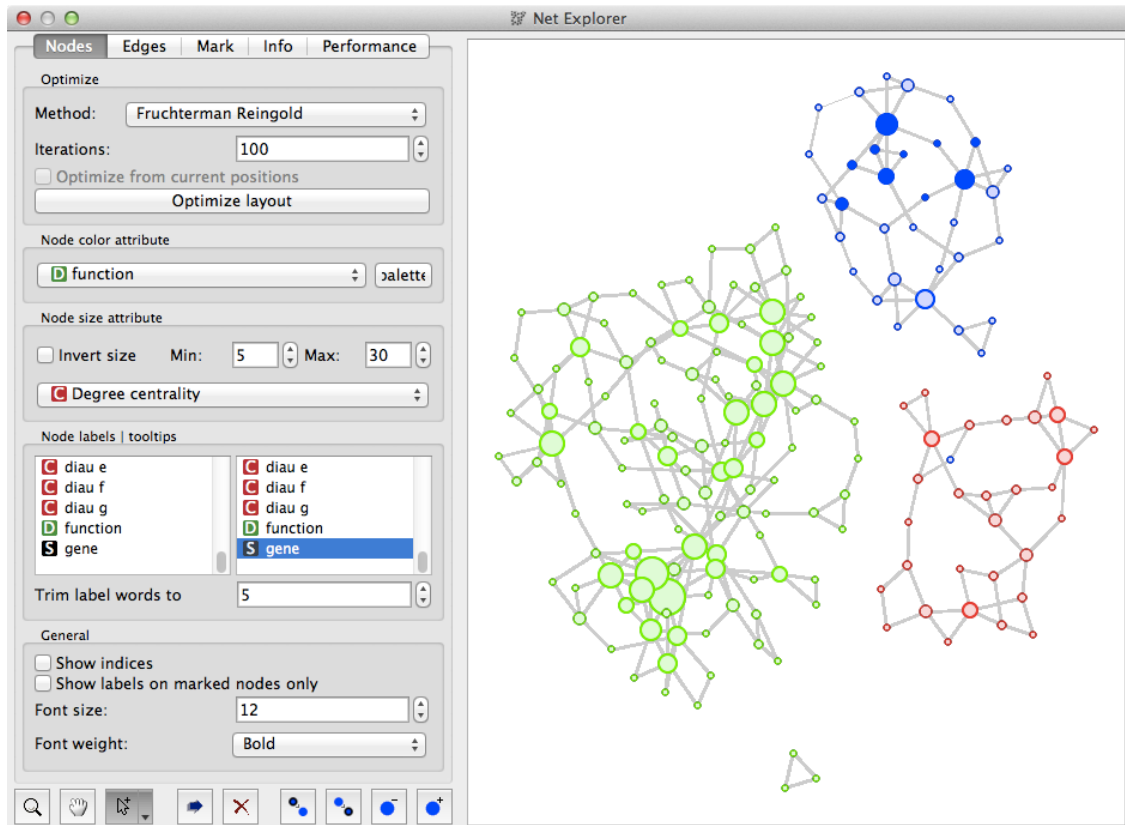 Net Explorer
Nodes Edges Mark Info Performance
Optimize
Method: Fruchterman Reingold
Iterations: 100
Optimize from current positions
Optimize layout
Node color attribute
D function palette
Node size attribute
Invert size Min: 5 Max: 30
C Degree centrality
Node labels | tooltips
C diau e C diau e
C diau f C diau f
C diau g C diau g
D function D function
S gene S gene
Trim label words to 5
General
Show indices
Show labels on marked nodes only
Font size: 12
Font weight: Bold